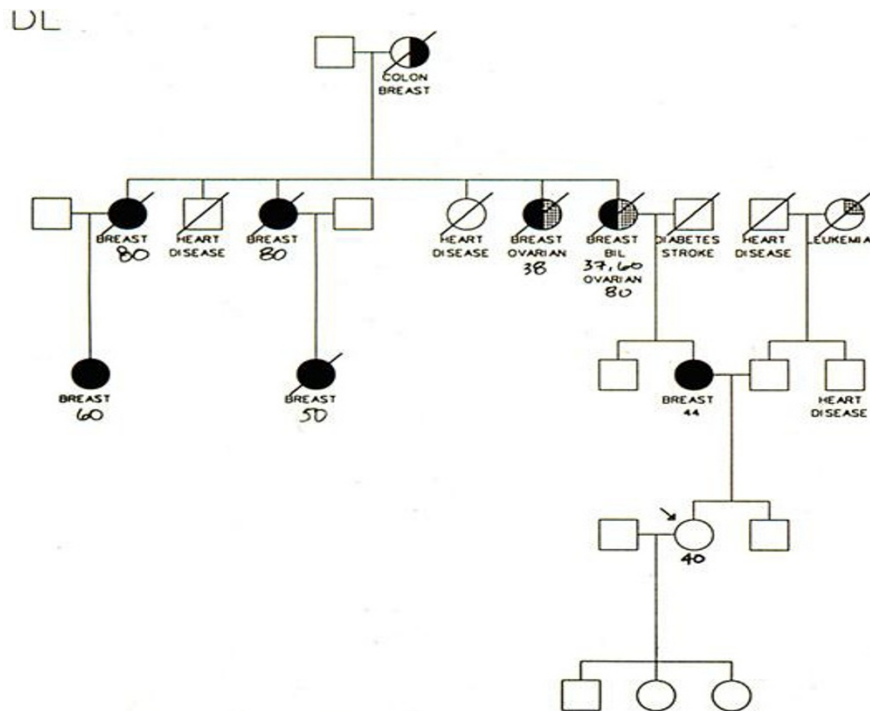 DL
COLON
BREAST
BREAST
80
HEART
DISEASE
BREAST
80
HEART
DISEASE
BREAST
OVARIAN
38
BREAST
BIL
37,60
OVARIAN
80
DIABETES
STROKE
HEART
DISEASE
LEUKEMIA
BREAST
60
BREAST
50
BREAST
44
HEART
DISEASE
40